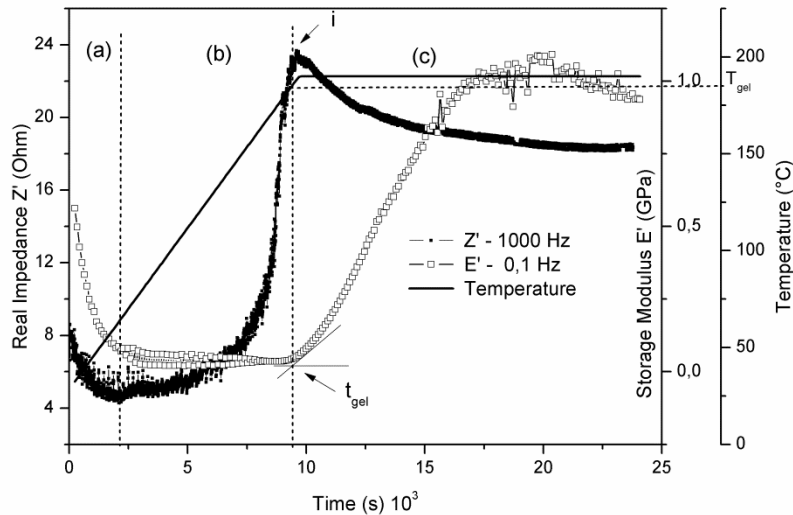 (a)
(b)
i
(c)
24
20
16
12
8
4
Real Impedance Z' (Ohm)
0
5
10
15
20
25
Time (s) 10³
Z' - 1000 Hz
E' - 0,1 Hz
Temperature
t_gel
1,0
0,5
0,0
Storage Modulus E' (GPa)
T_gel
200
150
100
50
0
Temperature (°C)